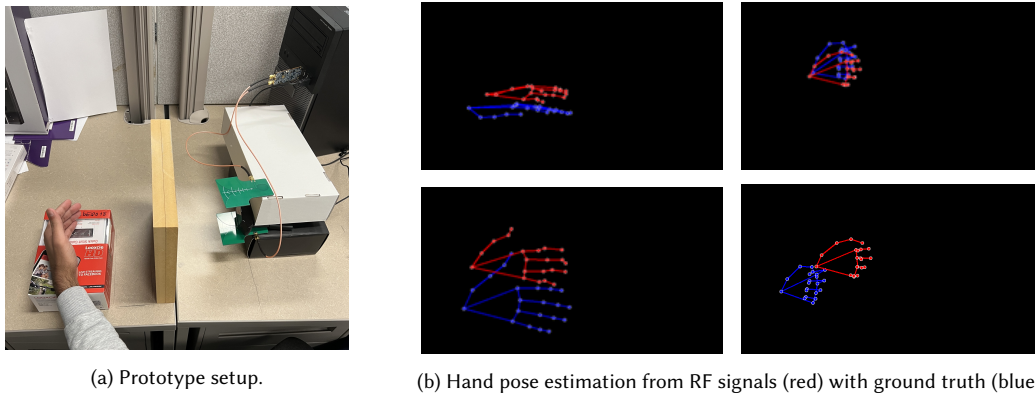 (a) Prototype setup.
(b) Hand pose estimation from RF signals (red) with ground truth (blue